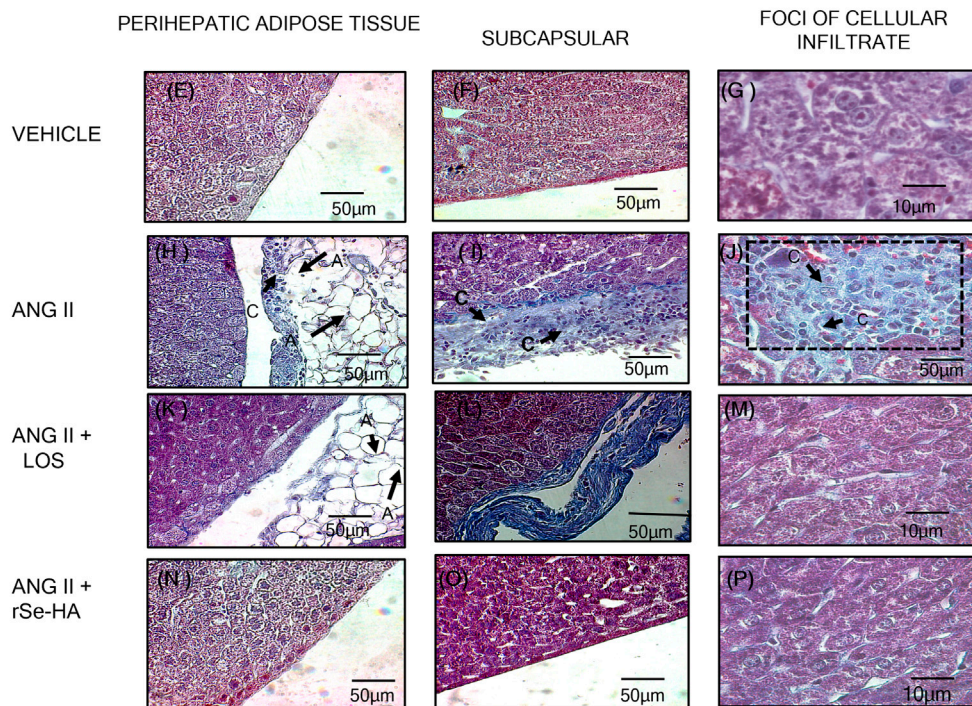 PERIHEPATIC ADIPOSE TISSUE
SUBCAPSULAR
FOCI OF CELLULAR
INFILTRATE
VEHICLE
(E)
50µm
(F)
50µm
(G )
10µm
ANG II
(H)
A
C
A
50µm
( I )
C
C
50µm
(J)
C
C
50µm
ANG II +
LOS
(K)
A
A
50µm
(L)
50µm
(M)
10µm
ANG II +
rSe-HA
(N)
50µm
(O)
50µm
(P)
10µm